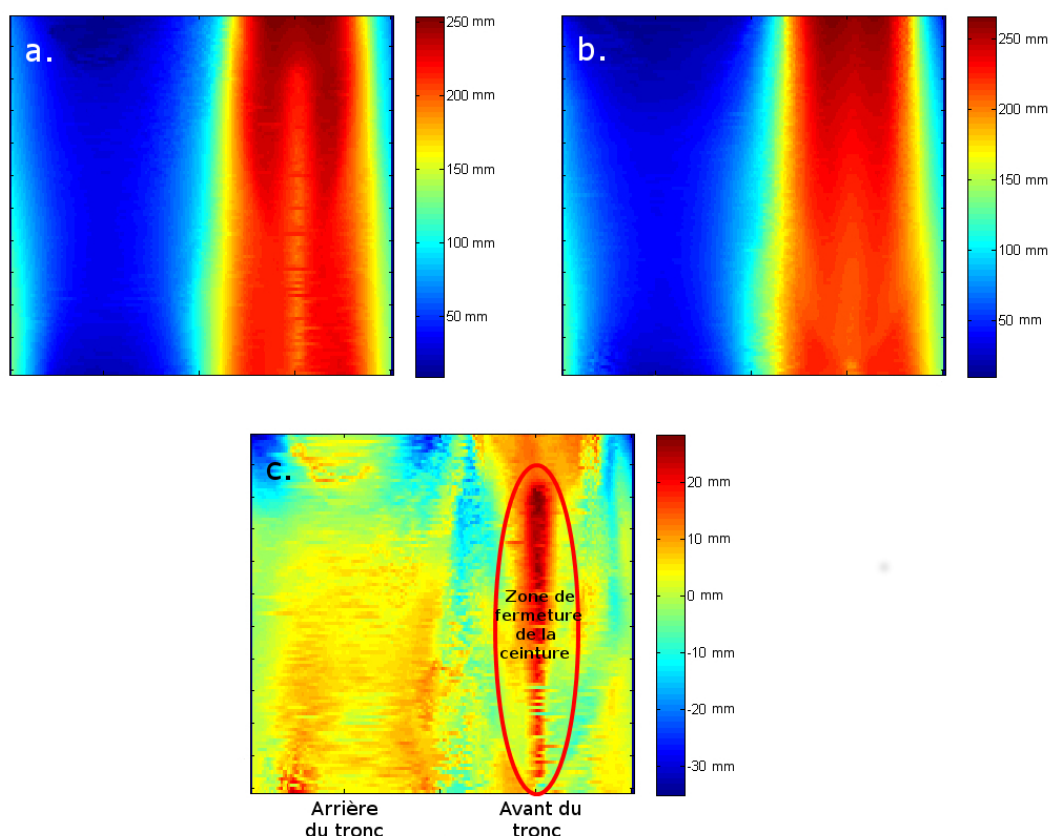 a.
250 mm
200 mm
150 mm
100 mm
50 mm
b.
250 mm
200 mm
150 mm
100 mm
50 mm
c.
Zone de
fermeture
de la
ceinture
20 mm
10 mm
0 mm
-10 mm
-20 mm
-30 mm
Arrière
du tronc
Avant du
tronc